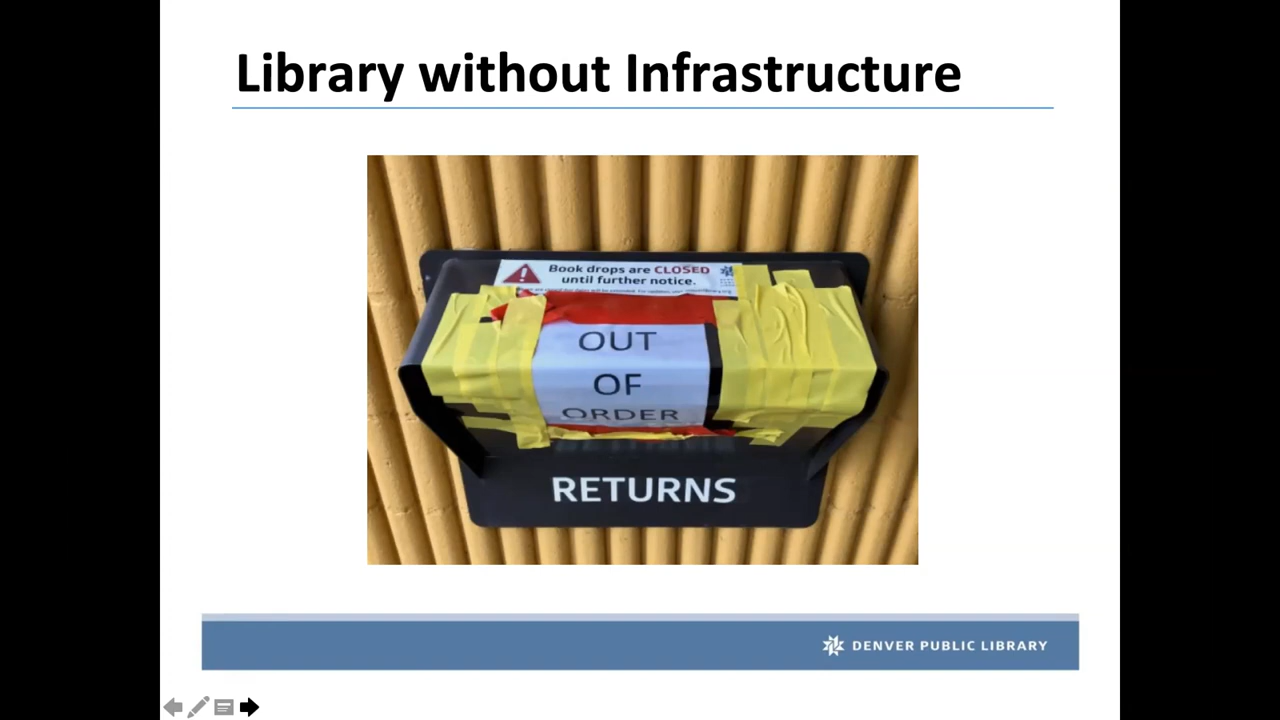 Library without Infrastructure
Book drops are CLOSED
until further notice.
OUT
OF
ORDER
RETURNS
DENVER PUBLIC LIBRARY